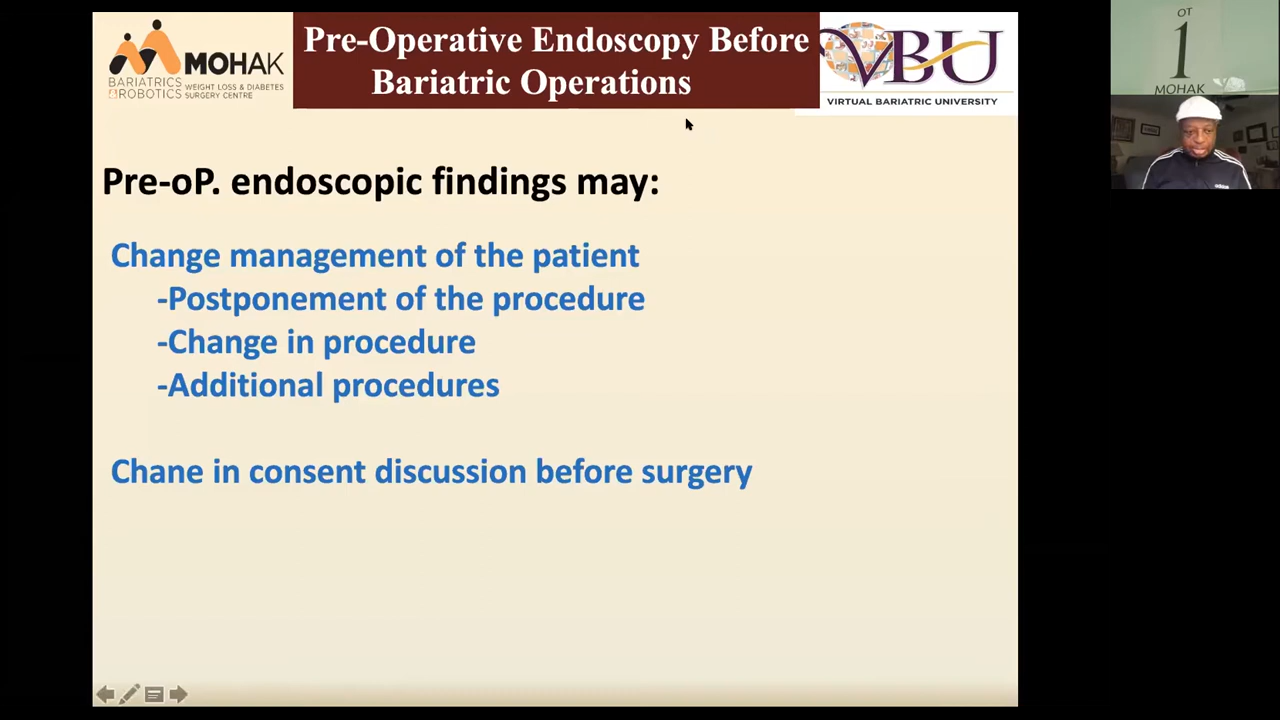 MOHAK
BARIATRICS
& ROBOTICS
WEIGHT LOSS & DIABETES
SURGERY CENTRE
Pre-Operative Endoscopy Before
Bariatric Operations
VBU
VIRTUAL BARIATRIC UNIVERSITY
OT
1
MOHAK
adidas
Pre-oP. endoscopic findings may:
Change management of the patient
-Postponement of the procedure
-Change in procedure
-Additional procedures
Chane in consent discussion before surgery